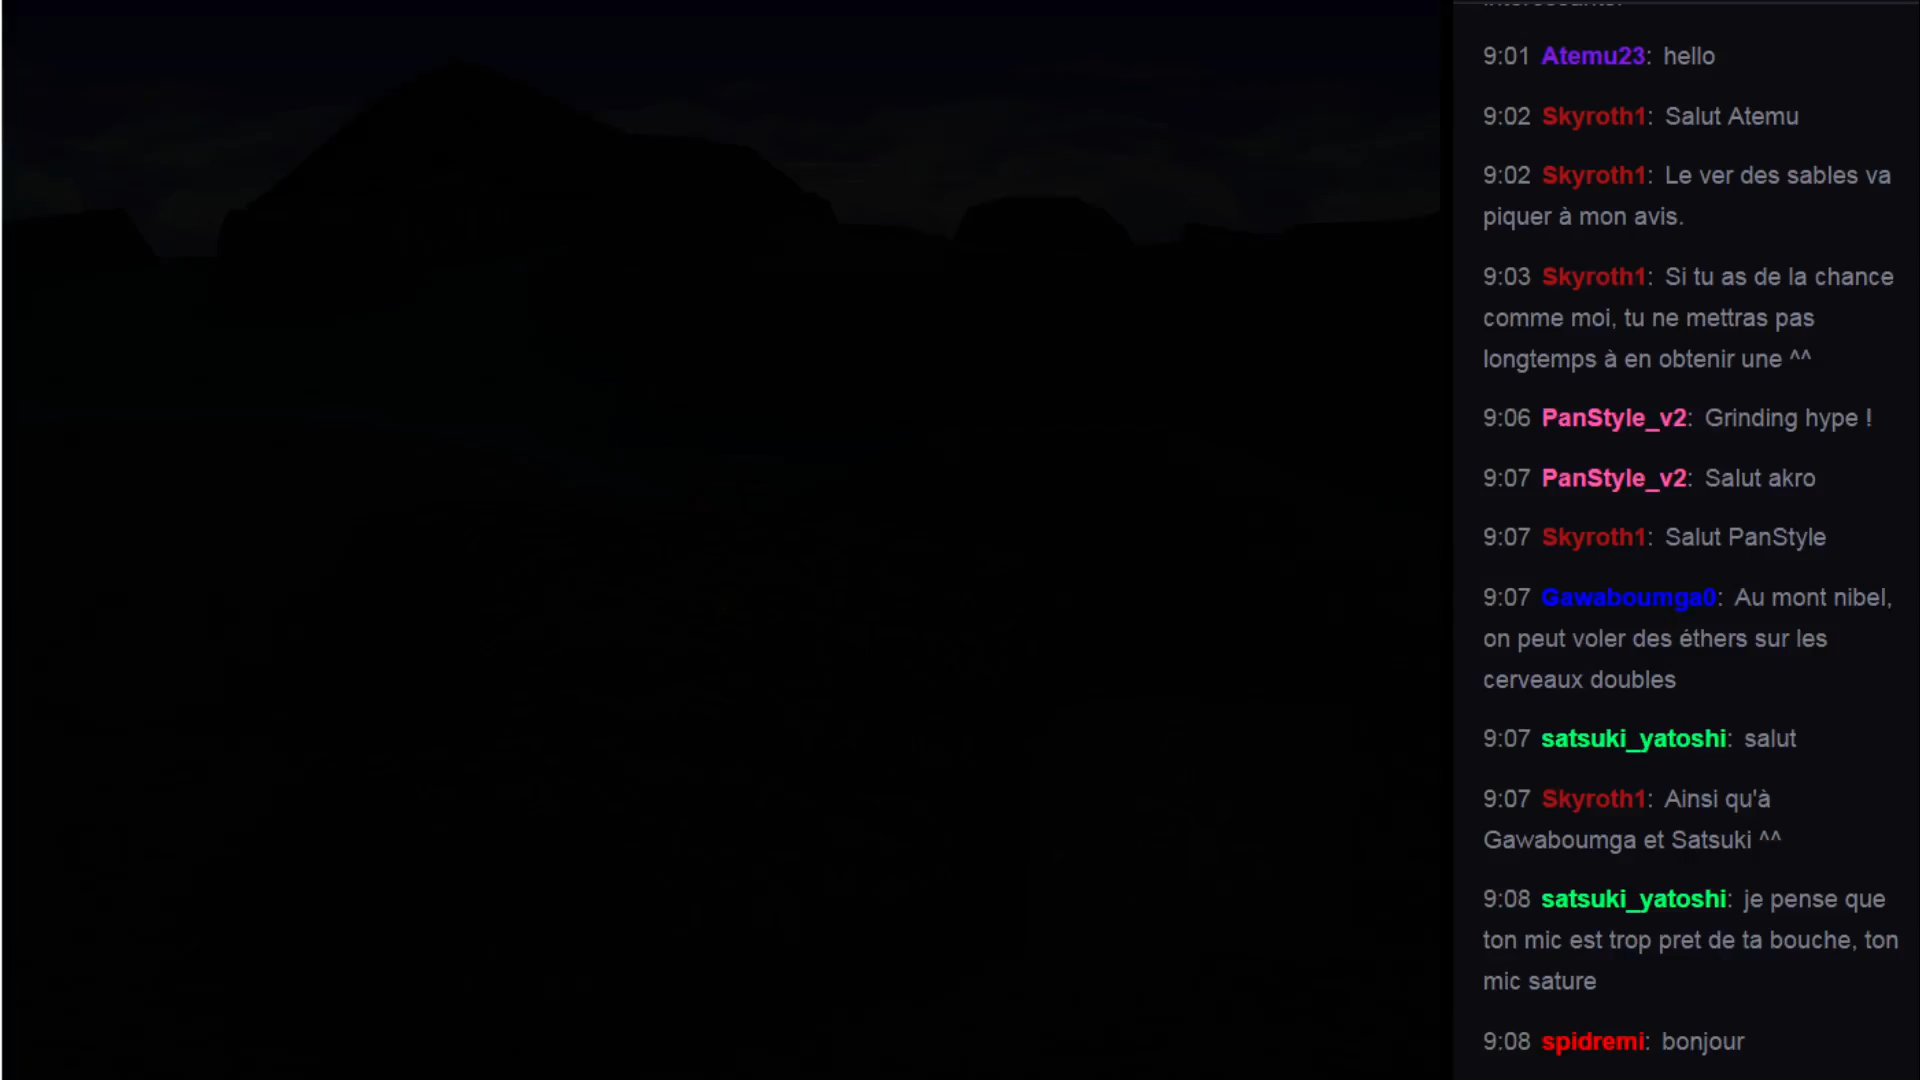 9:01 Atemu23: hello
9:02 Skyroth1: Salut Atemu
9:02 Skyroth1: Le ver des sables va
piquer à mon avis.
9:03 Skyroth1: Si tu as de la chance
comme moi, tu ne mettras pas
longtemps à en obtenir une ^^
9:06 PanStyle_v2: Grinding hype !
9:07 PanStyle_v2: Salut akro
9:07 Skyroth1: Salut PanStyle
9:07 Gawaboumga0: Au mont nibel,
on peut voler des éthers sur les
cerveaux doubles
9:07 satsuki_yatoshi: salut
9:07 Skyroth1: Ainsi qu'à
Gawaboumga et Satsuki ^^
9:08 satsuki_yatoshi: je pense que
ton mic est trop pret de ta bouche, ton
mic sature
9:08 spidremi: bonjour